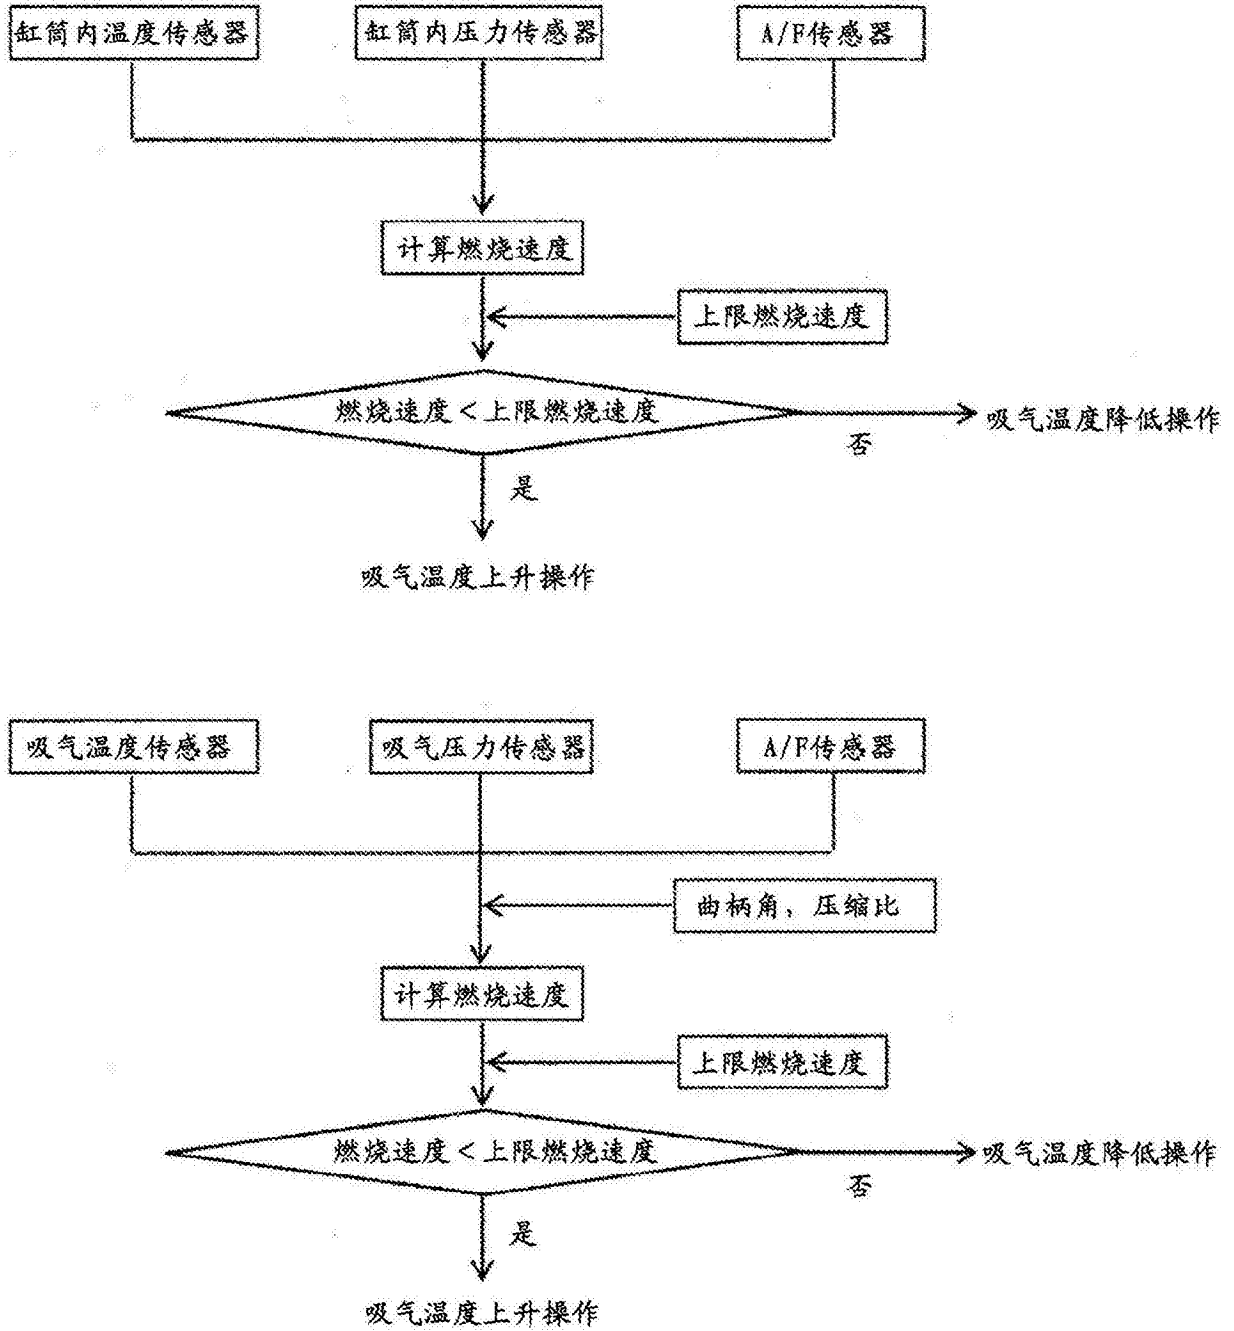 缸筒内温度传感器
缸筒内压力传感器
A/F传感器
计算燃烧速度
上限燃烧速度
燃烧速度<上限燃烧速度
否
吸气温度降低操作
是
吸气温度上升操作
吸气温度传感器
吸气压力传感器
A/F传感器
曲柄角、压缩比
计算燃烧速度
上限燃烧速度
燃烧速度<上限燃烧速度
否
吸气温度降低操作
是
吸气温度上升操作